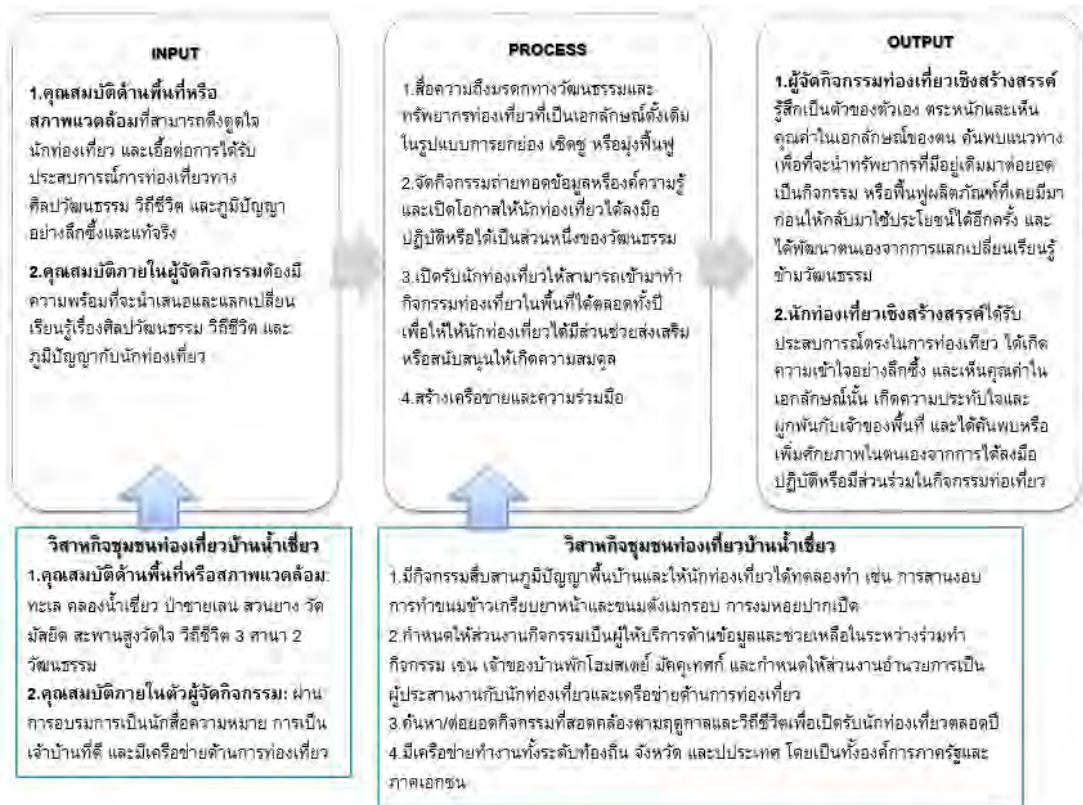 INPUT
1.คุณสมบัติด้านพื้นที่หรือ
สภาพแวดล้อมที่สามารถดึงดูดใจ
นักท่องเที่ยว และเอื้อต่อการได้รับ
ประสบการณ์การท่องเที่ยวทาง
ศิลปวัฒนธรรม วิถีชีวิต และภูมิปัญญา
อย่างลึกซึ้งและแท้จริง
2.คุณสมบัติภายในผู้จัดกิจกรรมต้องมี
ความพร้อมที่จะนำเสนอและแลกเปลี่ยน
เรียนรู้เรื่องศิลปวัฒนธรรม วิถีชีวิต และ
ภูมิปัญญากับนักท่องเที่ยว
PROCESS
1.สื่อความถึงมรดกทางวัฒนธรรมและ
ทรัพยากรท่องเที่ยวที่เป็นเอกลักษณ์ดั้งเดิม
ในรูปแบบการยกย่อง เชิดชู หรือมุ่งฟื้นฟู
2.จัดกิจกรรมถ่ายทอดข้อมูลหรือองค์ความรู้
และเปิดโอกาสให้นักท่องเที่ยวได้ลงมือ
ปฏิบัติหรือได้เป็นส่วนหนึ่งของวัฒนธรรม
3.เปิดรับนักท่องเที่ยวให้สามารถเข้ามาทำ
กิจกรรมท่องเที่ยวในพื้นที่ได้ตลอดทั้งปี
เพื่อให้ให้นักท่องเที่ยวได้มีส่วนช่วยส่งเสริม
หรือสนับสนุนให้เกิดความสมดุล
4.สร้างเครือข่ายและความร่วมมือ
OUTPUT
1.ผู้จัดกิจกรรมท่องเที่ยวเชิงสร้างสรรค์
รู้สึกเป็นตัวของตัวเอง ตระหนักและเห็น
คุณค่าในเอกลักษณ์ของตน ค้นพบแนวทาง
เพื่อที่จะนำทรัพยากรที่มีอยู่เดิมมาต่อยอด
เป็นกิจกรรม หรือฟื้นฟูผลิตภัณฑ์ที่เคยมีมา
ก่อนให้กลับมาใช้ประโยชน์ได้อีกครั้ง และ
ได้พัฒนาตนเองจากการแลกเปลี่ยนเรียนรู้
ข้ามวัฒนธรรม
2.นักท่องเที่ยวเชิงสร้างสรรค์ได้รับ
ประสบการณ์ตรงในการท่องเที่ยว ได้เกิด
ความเข้าใจอย่างลึกซึ้ง และเห็นคุณค่าใน
เอกลักษณ์นั้น เกิดความประทับใจและ
ผูกพันกับเจ้าของพื้นที่ และได้ค้นพบหรือ
เพิ่มศักยภาพในตนเองจากการได้ลงมือ
ปฏิบัติหรือมีส่วนร่วมในกิจกรรมท่อเที่ยว
วิสาหกิจชุมชนท่องเที่ยวบ้านน้ำเชี่ยว
1.คุณสมบัติด้านพื้นที่หรือสภาพแวดล้อม:
ทะเล คลองน้ำเชี่ยว ป่าชายเลน สวนยาง วัด
มัสยิด สะพานสูงวัดใจ วิถีชีวิต 3 ศานา 2
วัฒนธรรม
2.คุณสมบัติภายในตัวผู้จัดกิจกรรม: ผ่าน
การอบรมการเป็นนักสื่อความหมาย การเป็น
เจ้าบ้านที่ดี และมีเครือข่ายด้านการท่องเที่ยว
วิสาหกิจชุมชนท่องเที่ยวบ้านน้ำเชี่ยว
1.มีกิจกรรมสืบสานภูมิปัญญาพื้นบ้านและให้นักท่องเที่ยวได้ทดลองทำ เช่น การสานงอบ
การทำขนมข้าวเกรียบยาหน้าและขนมตังเมกรอบ การงมหอยปากเป็ด
2.กำหนดให้ส่วนงานกิจกรรมเป็นผู้ให้บริการด้านข้อมูลและช่วยเหลือในระหว่างร่วมทำ
กิจกรรม เช่น เจ้าของบ้านพักโฮมสเตย์ มัคคุเทศก์ และกำหนดให้ส่วนงานอำนวยการเป็น
ผู้ประสานงานกับนักท่องเที่ยวและเครือข่ายด้านการท่องเที่ยว
3.ค้นหา/ต่อยอดกิจกรรมที่สอดคล้องตามฤดูกาลและวิถีชีวิตเพื่อเปิดรับนักท่องเที่ยวตลอดปี
4.มีเครือข่ายทำงานทั้งระดับท้องถิ่น จังหวัด และปประเทศ โดยเป็นทั้งองค์การภาครัฐและ
ภาคเอกชน